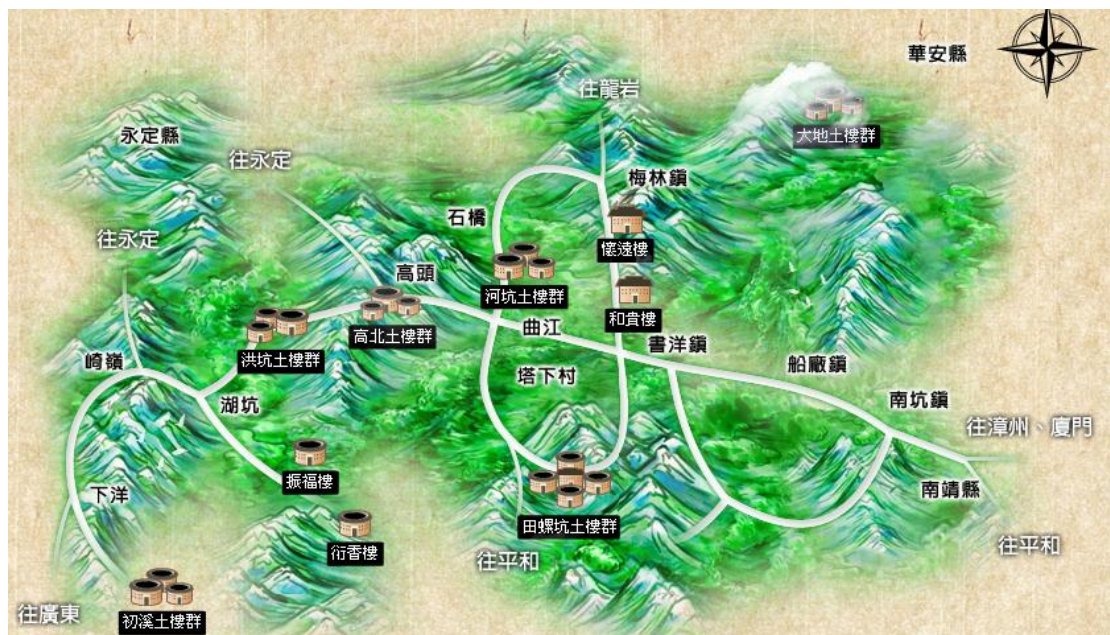 華安縣
往龍岩
大地土樓群
永定縣
往永定
梅林鎮
石橋
往永定
懷遠樓
高頭
河坑土樓群
和貴樓
高北土樓群
曲江
洪坑土樓群
書洋鎮
崎嶺
塔下村
船廠鎮
湖坑
南坑鎮
往漳州、廈門
振福樓
南靖縣
下洋
田螺坑土樓群
衍香樓
往平和
往平和
往廣東
初溪土樓群